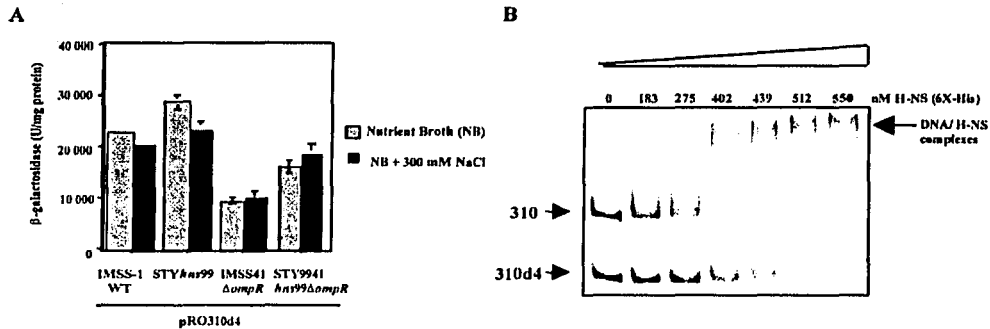 A
40 000
30 000
20 000
10 000
0
β-galactosidase (U/mg protein)
Nutrient Broth (NB)
NB + 300 mM NaCl
IMSS-1
WT
STYhns99
IMSS41
ΔompR
STY9941
hns99ΔompR
pRO310d4
B
0 183 275 402 439 512 550 nM H-NS (6X-His)
DNA/H-NS
complexes
310
310d4